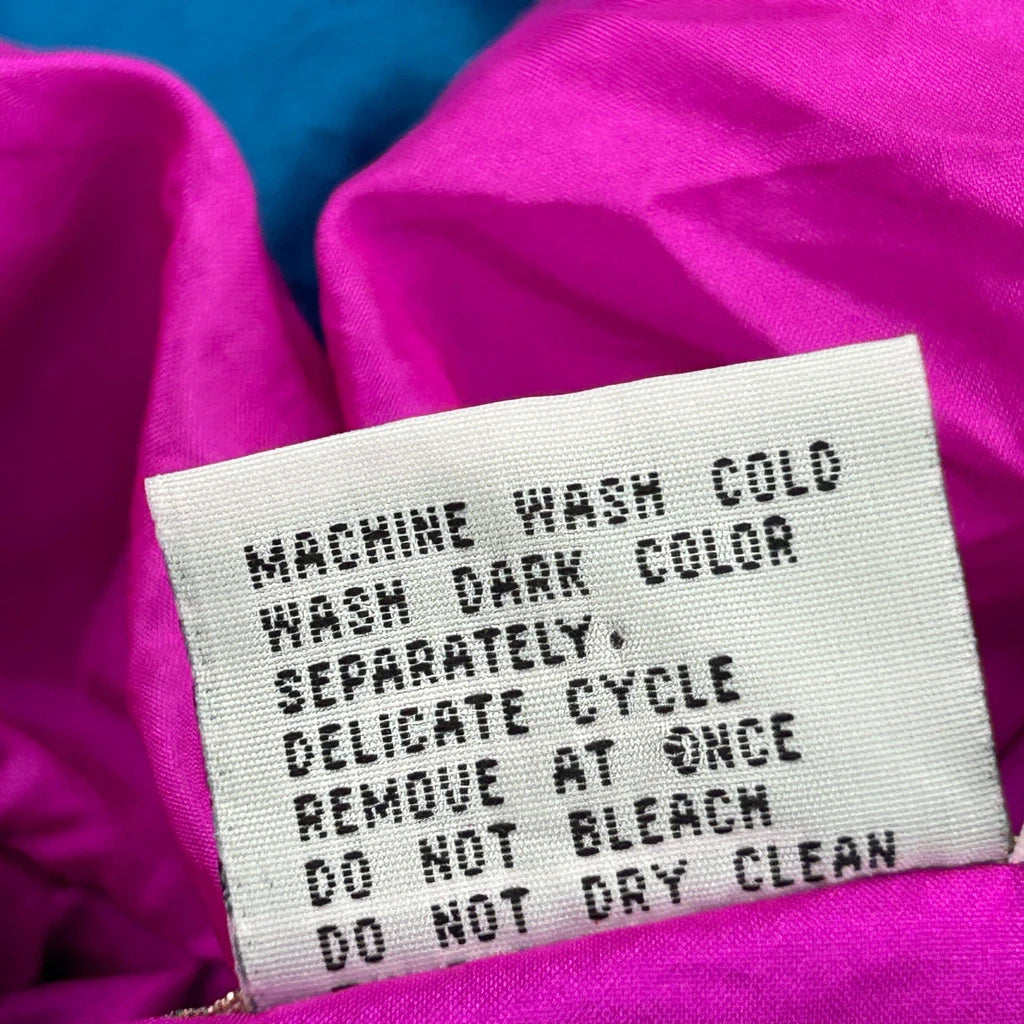 MACHINE WASH COLD
WASH DARK COLOR
SEPARATELY.
DELICATE CYCLE
REMOVE AT ONCE
DO NOT BLEACH
DO NOT DRY CLEAN